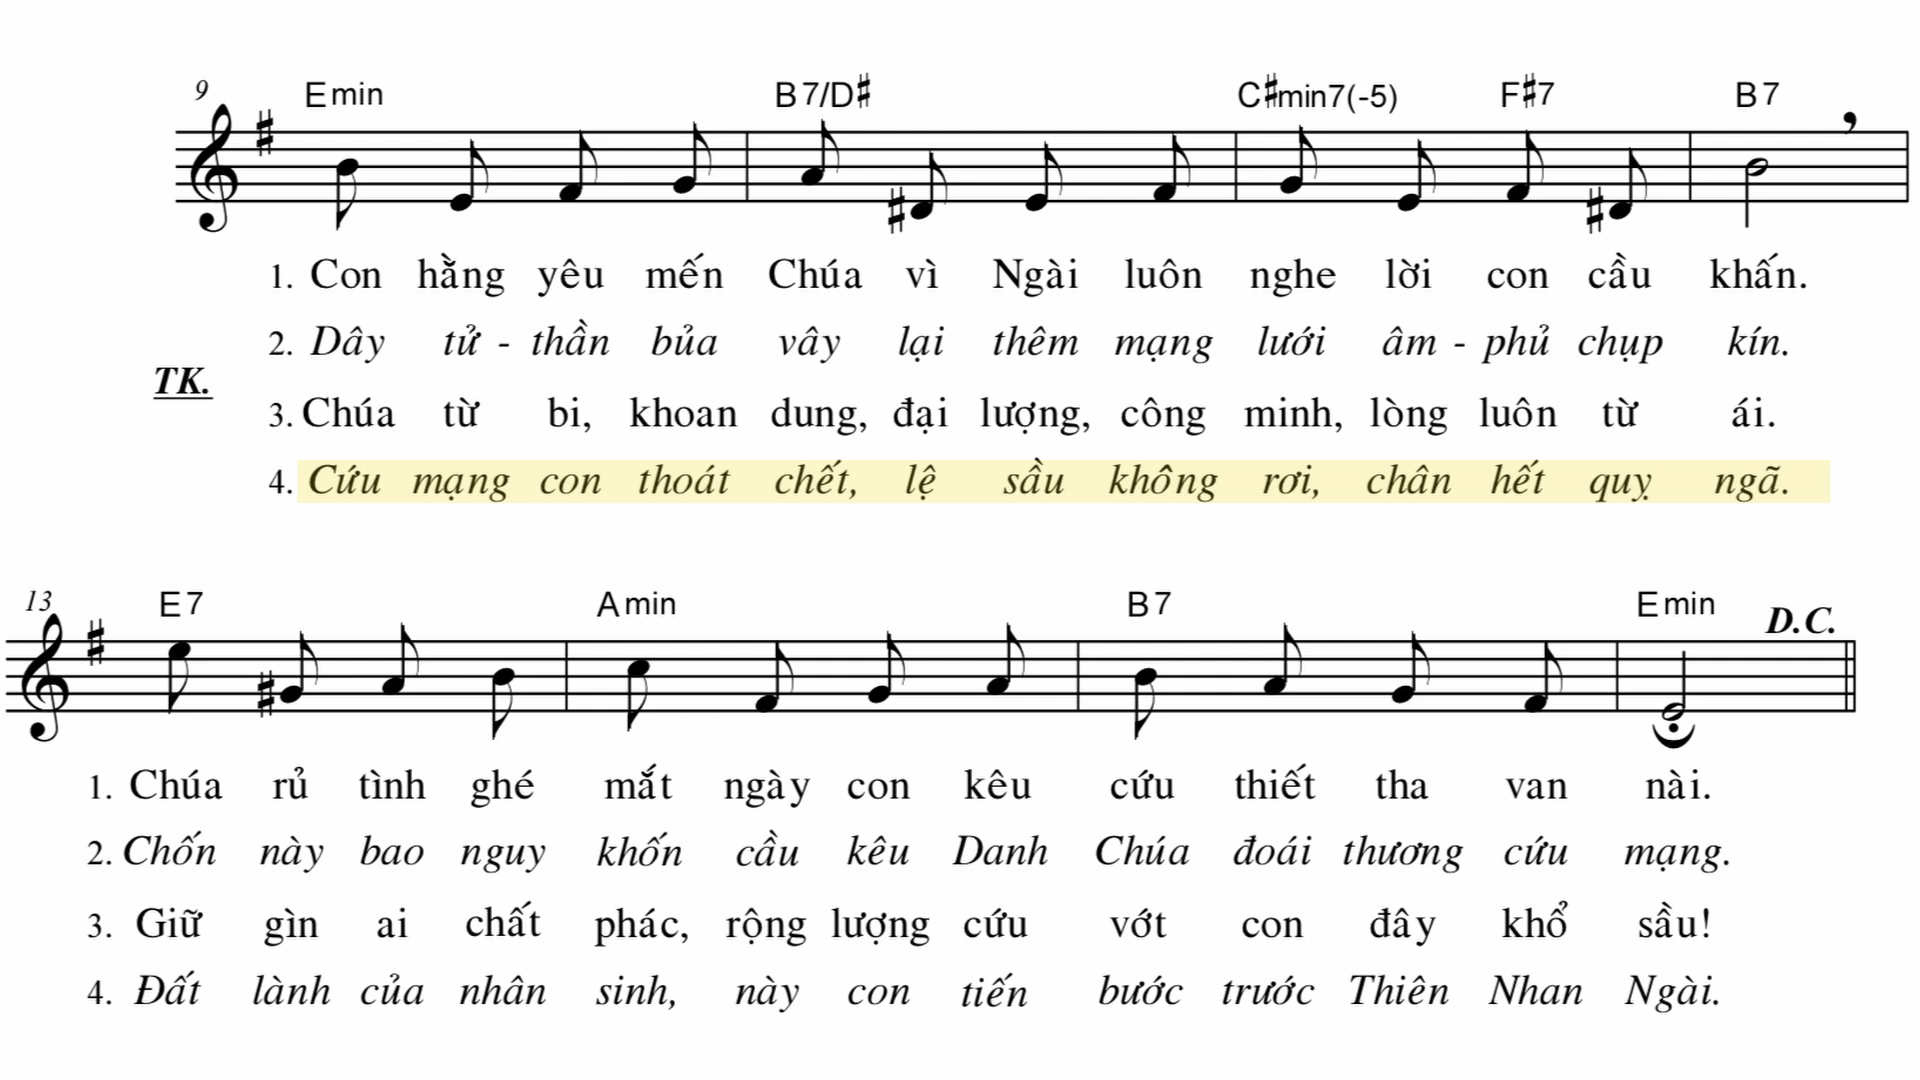 9 Emin B7/D♯ C♯min7(-5) F♯7 B7
1. Con hằng yêu mến Chúa vì Ngài luôn nghe lời con cầu khấn.
2. Dây tử - thần bủa vây lại thêm mạng lưới âm - phủ chụp kín.
TK.
3. Chúa từ bi, khoan dung, đại lượng, công minh, lòng luôn từ ái.
4. Cứu mạng con thoát chết, lệ sầu không rơi, chân hết quỵ ngã.
13 E7 Amin B7 Emin D.C.
1. Chúa rủ tình ghé mắt ngày con kêu cứu thiết tha van nài.
2. Chốn này bao nguy khốn cầu kêu Danh Chúa đoái thương cứu mạng.
3. Giữ gìn ai chất phác, rộng lượng cứu vớt con đây khổ sầu!
4. Đất lành của nhân sinh, này con tiến bước trước Thiên Nhan Ngài.